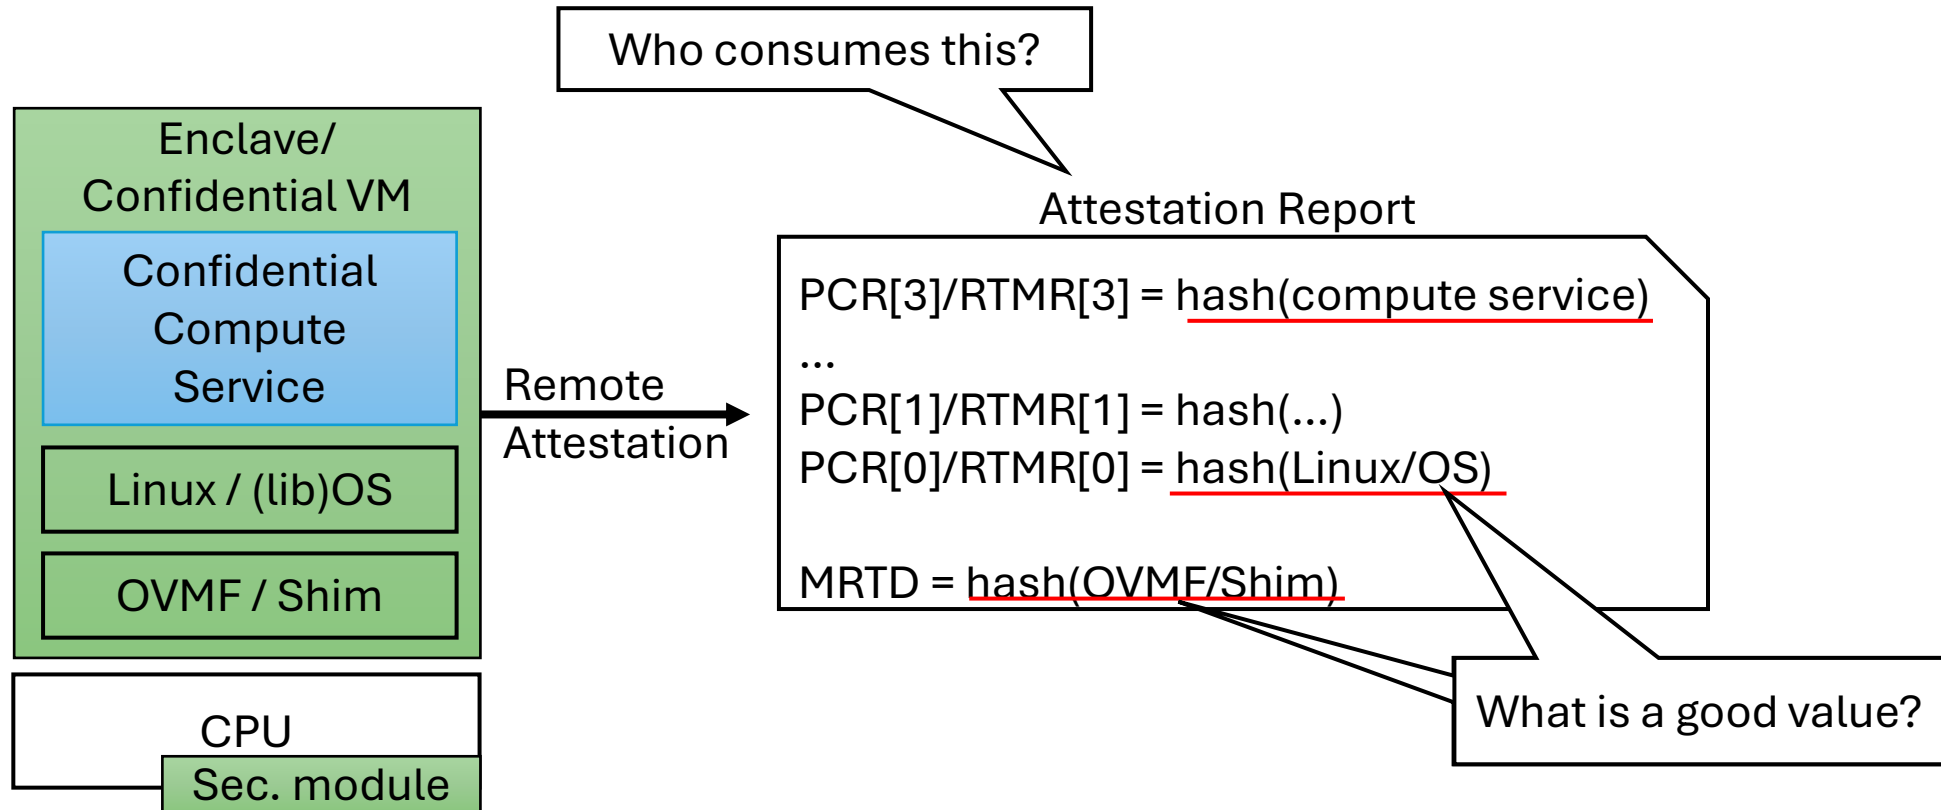 Who consumes this?
Enclave/
Confidential VM
Confidential
Compute
Service
Linux / (lib)OS
OVMF / Shim
CPU
Sec. module
Remote
Attestation
Attestation Report
PCR[3]/RTMR[3] = hash(compute service)
...
PCR[1]/RTMR[1] = hash(...)
PCR[0]/RTMR[0] = hash(Linux/OS)
MRTD = hash(OVMF/Shim)
What is a good value?